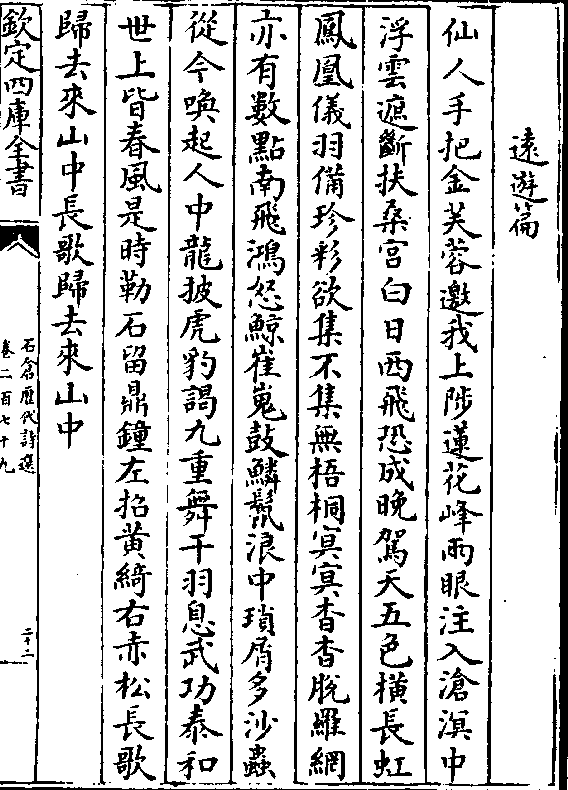 遠遊篇
仙人手把金芙蓉邀我上陟蓮花峰兩眼注入滄溟中
浮雲遮斷扶桑宮白日西飛恐成晚駕天五色橫長虹
鳳凰儀羽備珍彩欲集不集無梧桐冥冥杳杳脫羅網
亦有數點南飛鴻怒鯨崔嵬鼓鱗鬛浪中瑣屑多沙蟲
從今喚起人中龍披虎豹謁九重舞干羽息武功泰和
世上皆春風是時勒石留鼎鐘左招黃綺右赤松長歌
歸去來山中長歌歸去來山中
欽定四庫全書
石倉歷代詩選
卷二百七十九
二十二